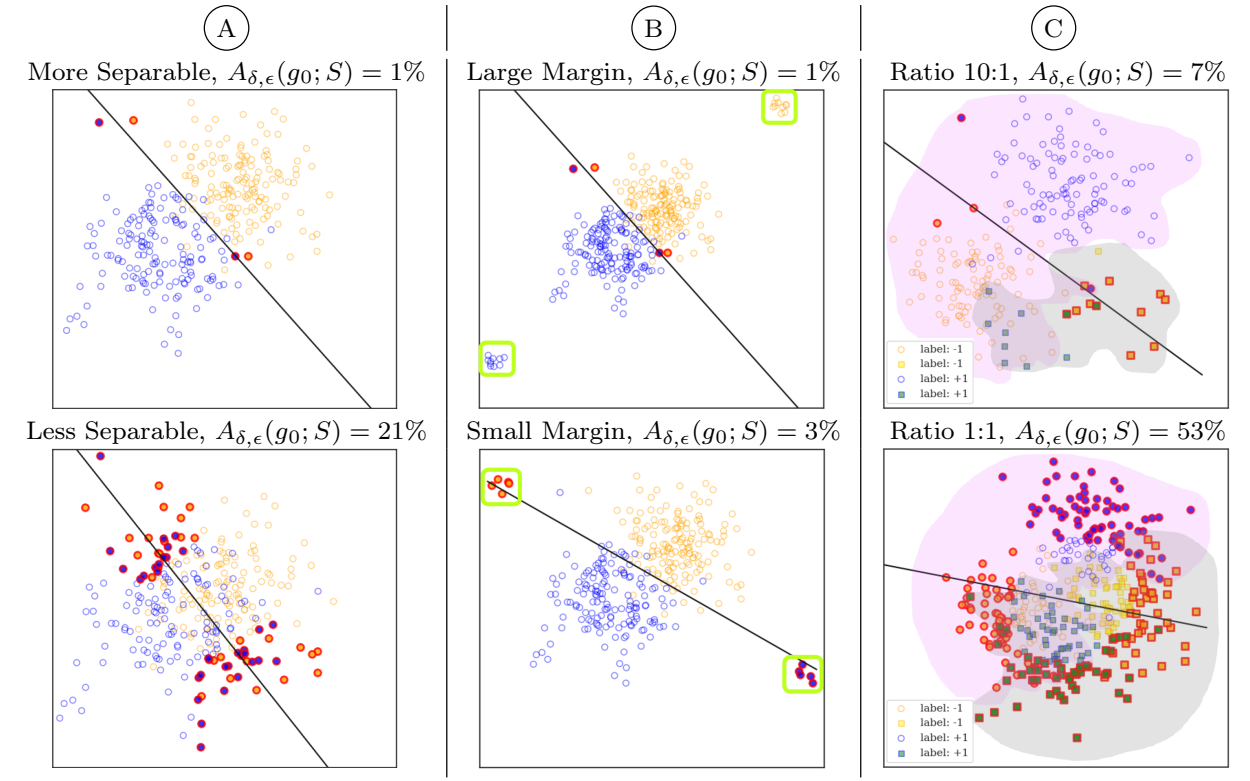 A
B
C
More Separable, A_{δ,ϵ}(g_0; S) = 1%
Large Margin, A_{δ,ϵ}(g_0; S) = 1%
Ratio 10:1, A_{δ,ϵ}(g_0; S) = 7%
label: -1
label: -1
label: +1
label: +1
Less Separable, A_{δ,ϵ}(g_0; S) = 21%
Small Margin, A_{δ,ϵ}(g_0; S) = 3%
Ratio 1:1, A_{δ,ϵ}(g_0; S) = 53%
label: -1
label: -1
label: +1
label: +1